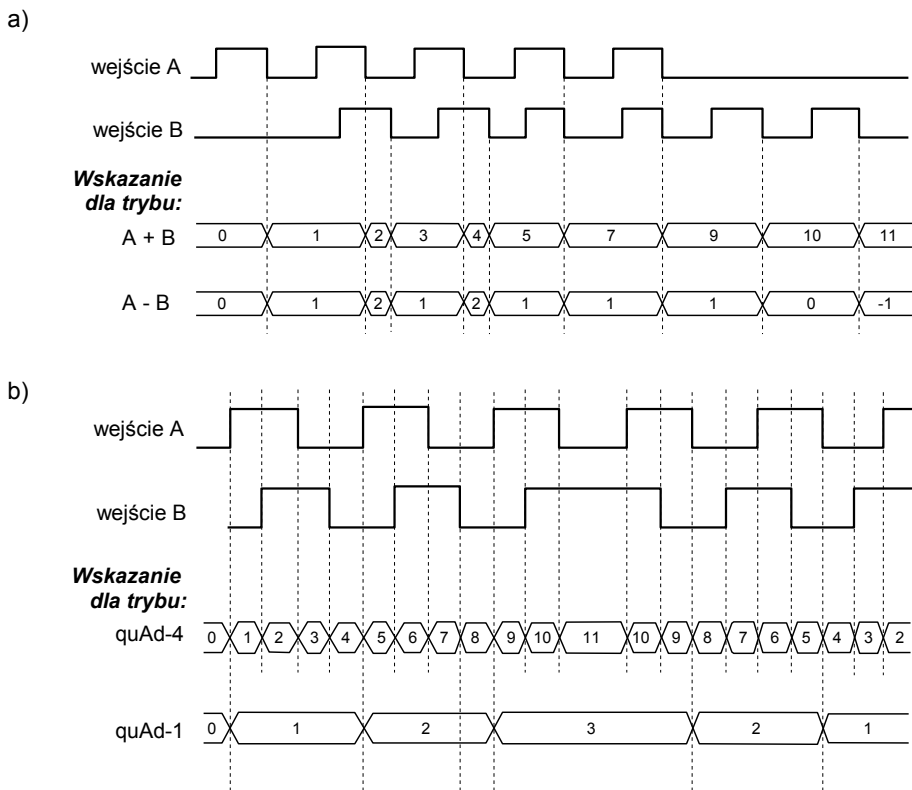 a)
wejście A
wejście B
Wskazanie
dla trybu:
A + B 0 1 2 3 4 5 7 9 10 11
A - B 0 1 2 1 2 1 1 1 0 -1
b)
wejście A
wejście B
Wskazanie
dla trybu:
quAd-4 0 1 2 3 4 5 6 7 8 9 10 11 10 9 8 7 6 5 4 3 2
quAd-1 0 1 2 3 2 1